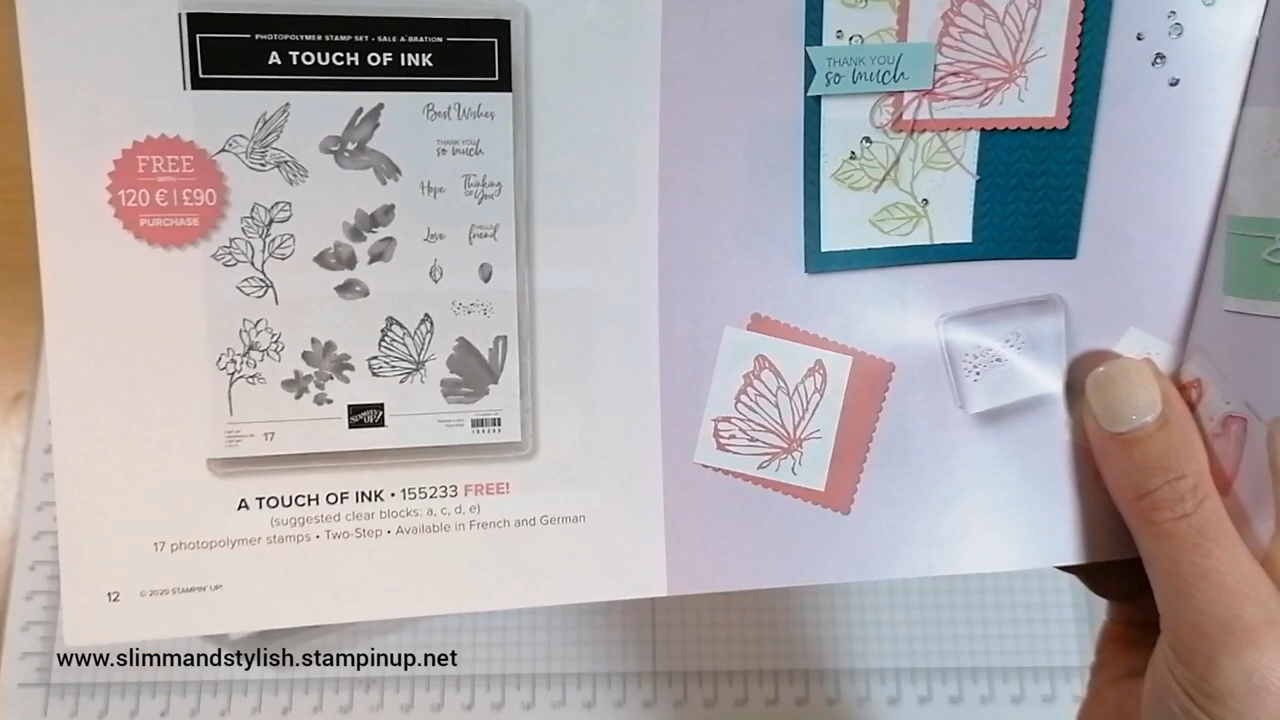 PHOTOPOLYMER STAMP SET • SALE-A-BRATION
A TOUCH OF INK
FREE
WITH
120 € | £90
PURCHASE
Best Wishes
THANK YOU
so much
Hope
Thinking
OF
You
Love
HELLO
friend
STAMPIN' UP!
17
155233
A TOUCH OF INK • 155233 FREE!
(suggested clear blocks: a, c, d, e)
17 photopolymer stamps • Two-Step • Available in French and German
12
© 2020 STAMPIN' UP!
THANK YOU
so much
www.slimmandstylish.stampinup.net